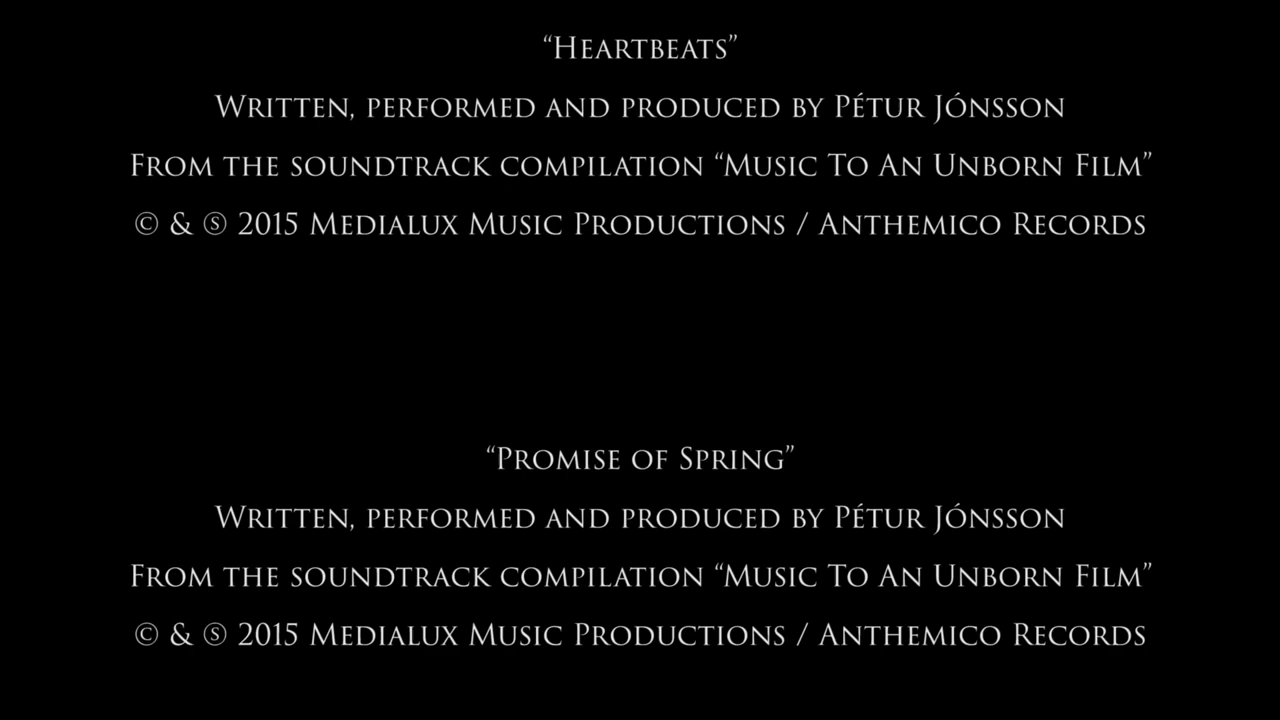 “Heartbeats”
Written, performed and produced by Pétur Jónsson
From the soundtrack compilation “Music To An Unborn Film”
© & Ⓢ 2015 Medialux Music Productions / Anthemico Records
“Promise of Spring”
Written, performed and produced by Pétur Jónsson
From the soundtrack compilation “Music To An Unborn Film”
© & Ⓢ 2015 Medialux Music Productions / Anthemico Records